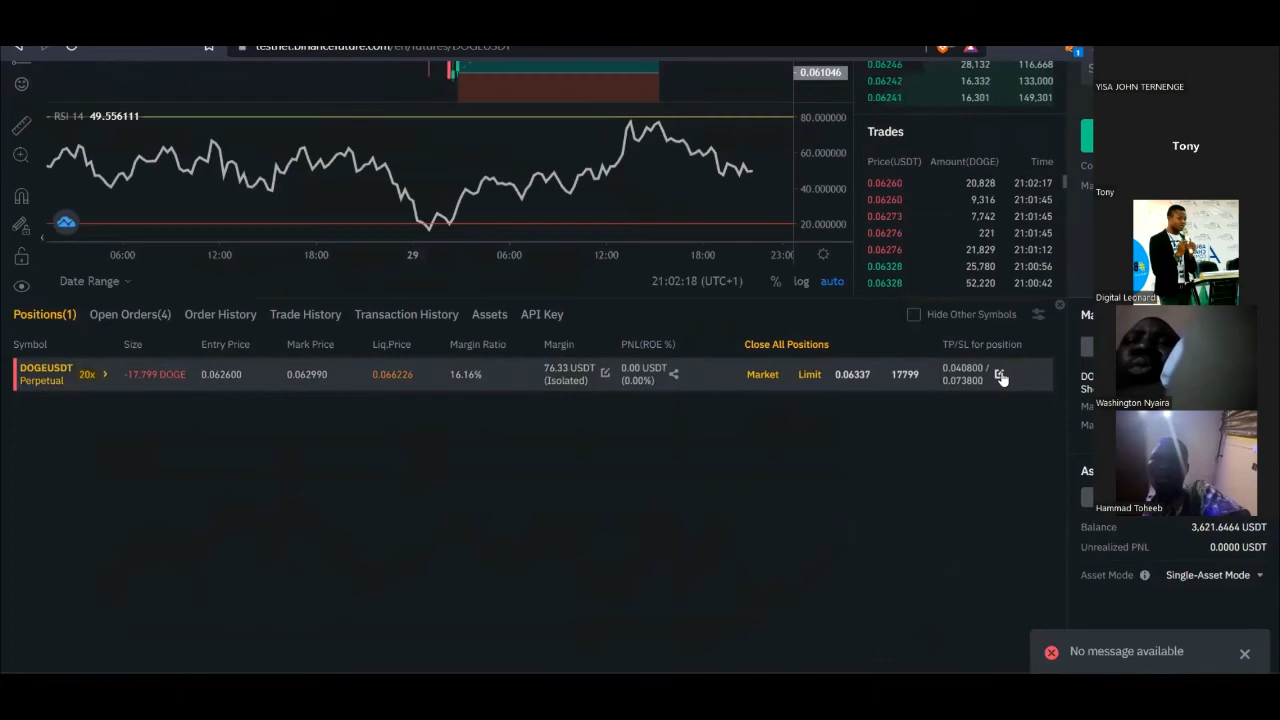 testnet.binancefuture.com/en/futures/DOGEUSDT
1
0.061046
RSI 14 49.556111
80.000000
60.000000
40.000000
20.000000
06:00 12:00 18:00 29 06:00 12:00 18:00 23:00
Date Range
21:02:18 (UTC+1) % log auto
0.06246 28,132 116,668
0.06242 16,332 133,000
0.06241 16,301 149,301
Trades
Price(USDT) Amount(DOGE) Time
0.06260 20,828 21:02:17
0.06260 9,316 21:01:45
0.06273 7,742 21:01:45
0.06276 221 21:01:45
0.06276 21,829 21:01:12
0.06328 25,780 21:00:56
0.06328 52,220 21:00:42
Positions(1) Open Orders(4) Order History Trade History Transaction History Assets API Key
Hide Other Symbols
Symbol Size Entry Price Mark Price Liq.Price Margin Ratio Margin PNL(ROE %) Close All Positions TP/SL for position
DOGEUSDT 20x -17,799 DOGE 0.062600 0.062990 0.066226 16.16% 76.33 USDT 0.00 USDT Market Limit 0.06337 17799 0.040800 /
Perpetual (Isolated) (0.00%) 0.073800
YISA JOHN TERNENGE
Tony
Tony
Digital Leonard
Washington Nyaira
Hammad Toheeb
Balance 3,621.6464 USDT
Unrealized PNL 0.0000 USDT
Asset Mode Single-Asset Mode
No message available